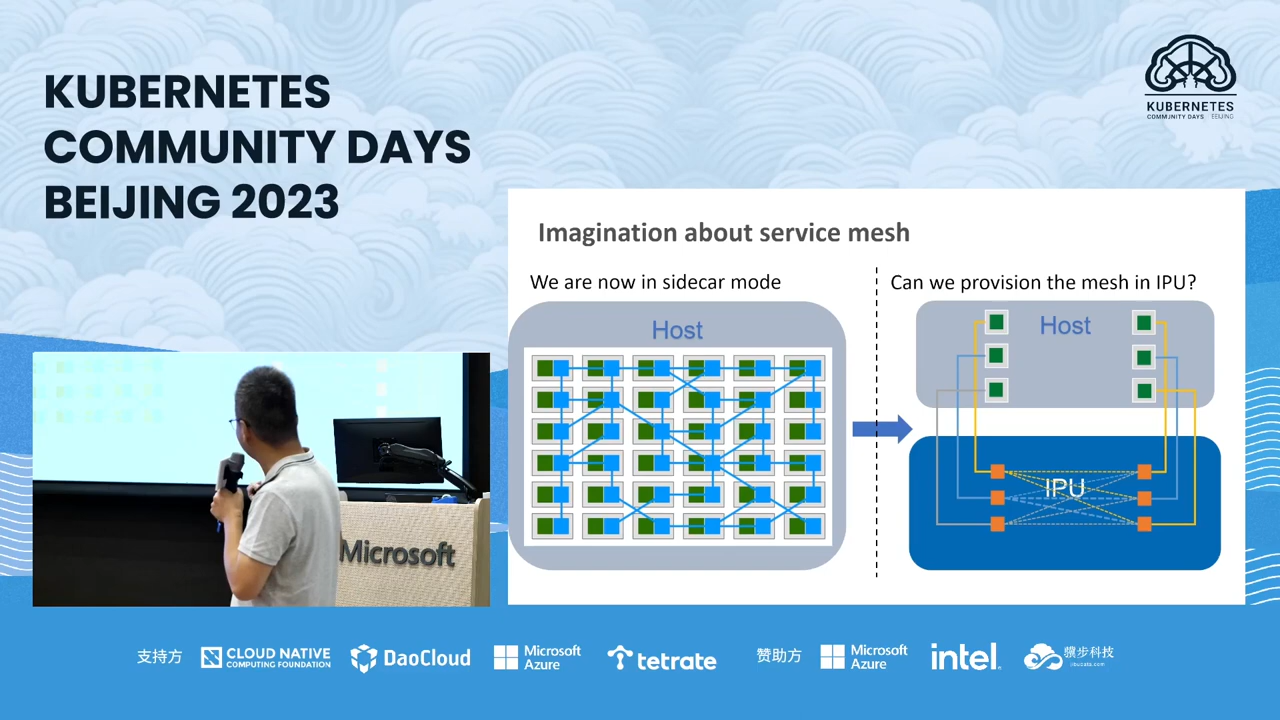 KUBERNETES
COMMUNITY DAYS
BEIJING 2023
KUBERNETES
COMMUNITY DAYS BEIJING
Imagination about service mesh
We are now in sidecar mode
Can we provision the mesh in IPU?
Host
Host
IPU
Microsoft
支持方
CLOUD NATIVE
COMPUTING FOUNDATION
DaoCloud
Microsoft
Azure
tetrate
赞助方
Microsoft
Azure
intel.
骥步科技
jibudata.com